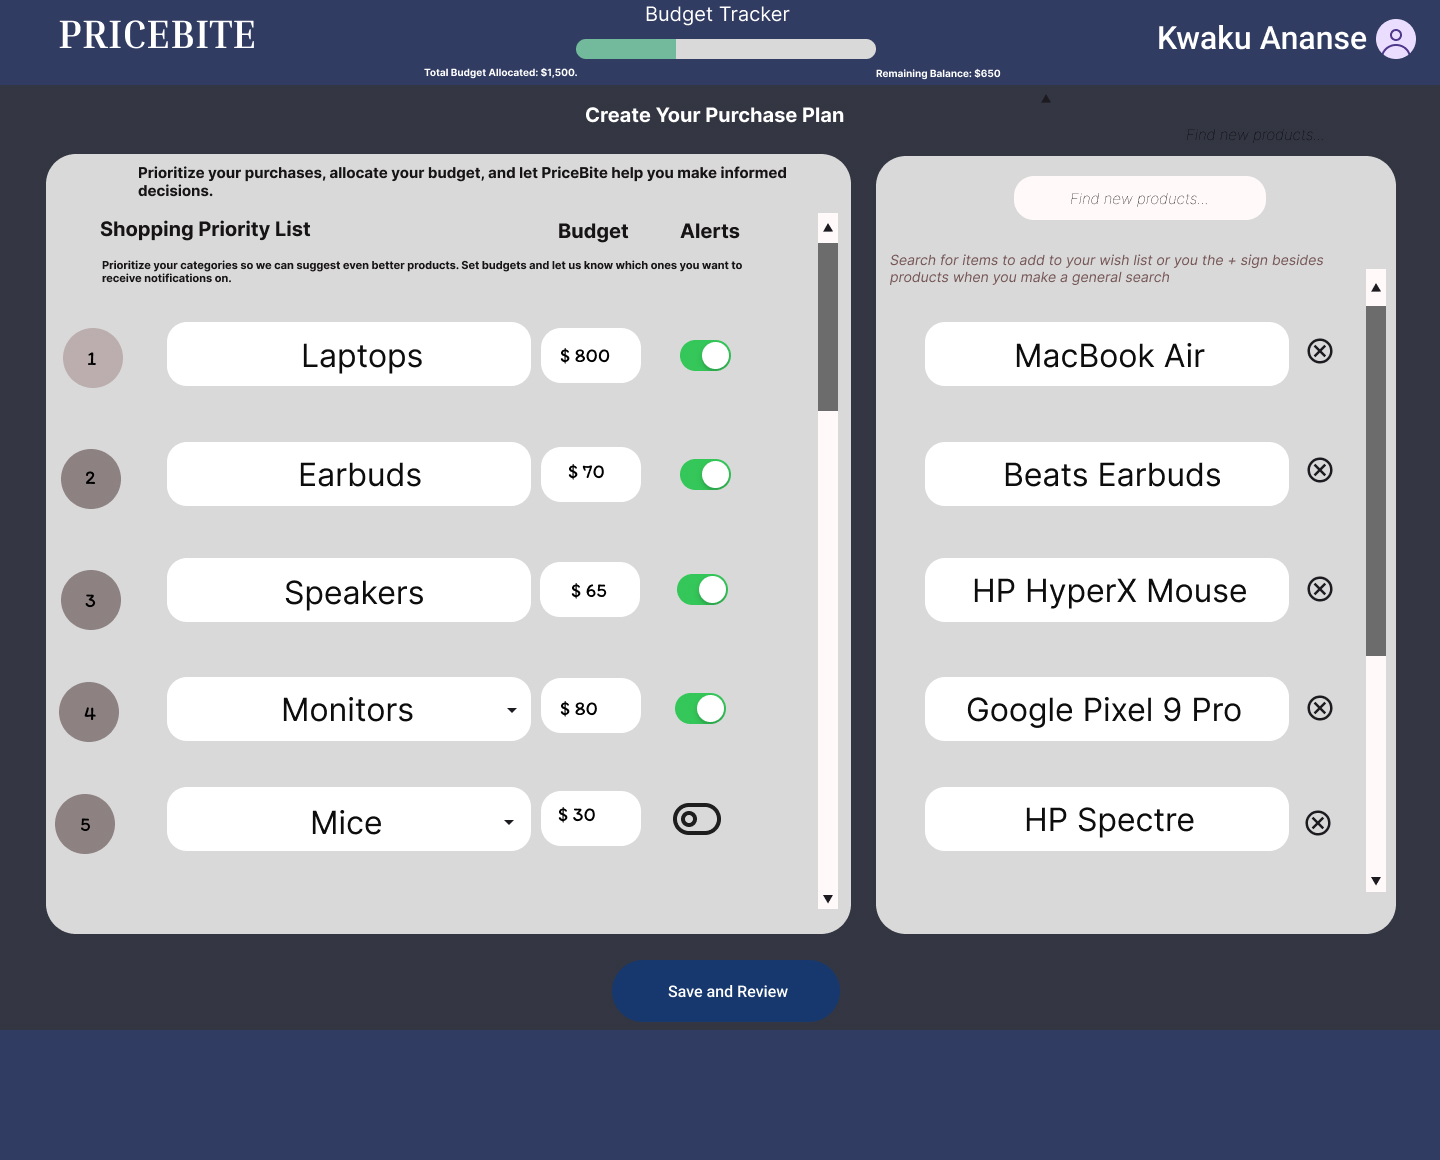 PRICEBITE
Budget Tracker
Kwaku Ananse
Total Budget Allocated: $1,500.
Remaining Balance: $650
Create Your Purchase Plan
Find new products...
Prioritize your purchases, allocate your budget, and let PriceBite help you make informed
decisions.
Shopping Priority List
Budget
Alerts
Prioritize your categories so we can suggest even better products. Set budgets and let us know which ones you want to
receive notifications on.
1
Laptops
$ 800
2
Earbuds
$ 70
3
Speakers
$ 65
4
Monitors
$ 80
5
Mice
$ 30
Find new products...
Search for items to add to your wish list or you the + sign besides
products when you make a general search
MacBook Air
Beats Earbuds
HP HyperX Mouse
Google Pixel 9 Pro
HP Spectre
Save and Review